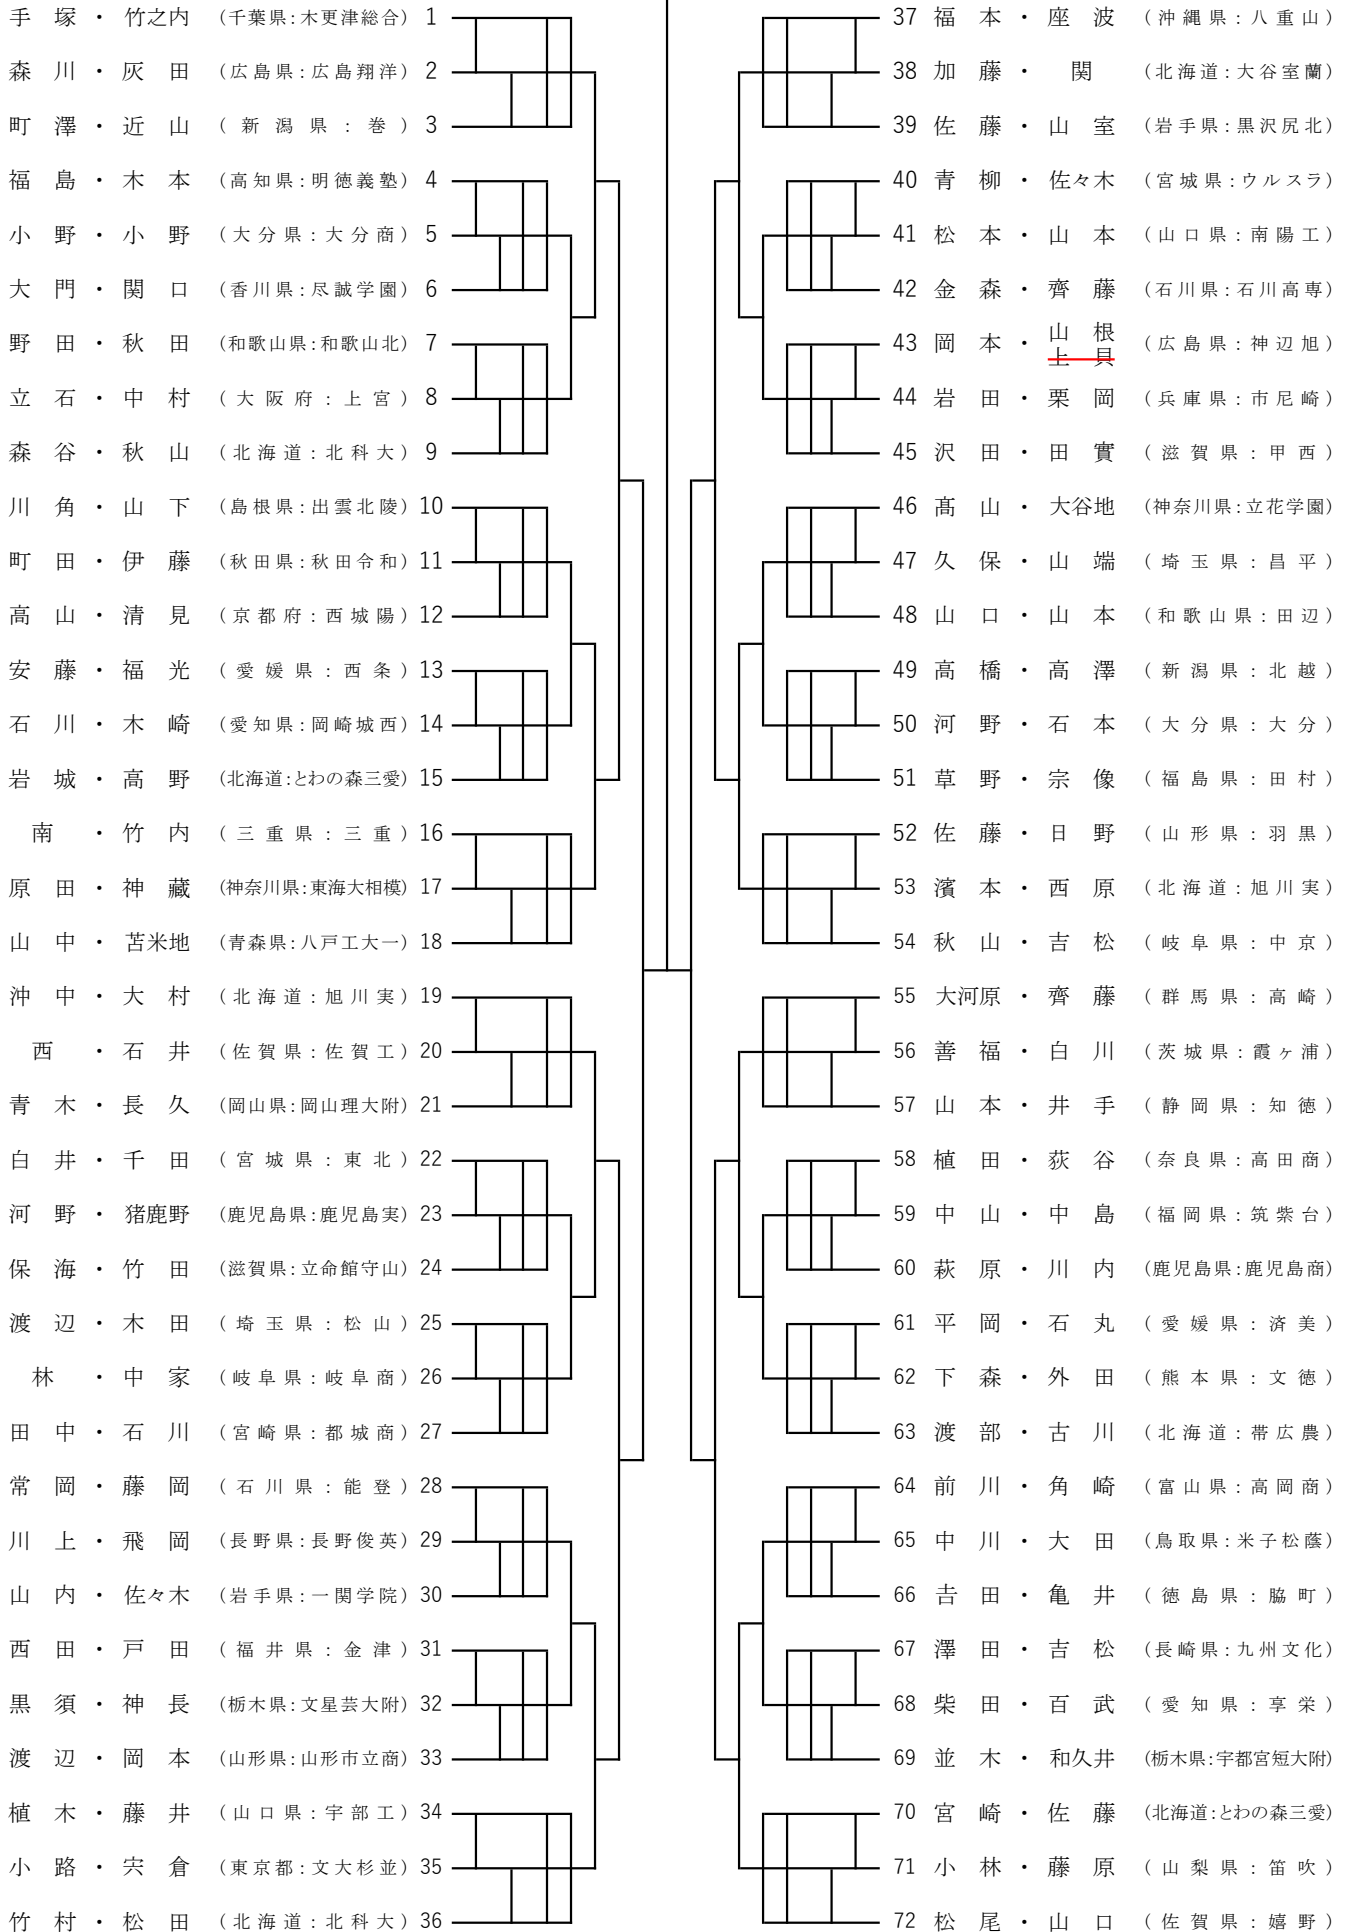 手塚・竹之内 (千葉県:木更津総合) 1
森川・灰田 (広島県:広島翔洋) 2
町澤・近山 (新潟県:巻) 3
福島・木本 (高知県:明徳義塾) 4
小野・小野 (大分県:大分商) 5
大門・関口 (香川県:尽誠学園) 6
野田・秋田 (和歌山県:和歌山北) 7
立石・中村 (大阪府:上宮) 8
森谷・秋山 (北海道:北科大) 9
川角・山下 (島根県:出雲北陵) 10
町田・伊藤 (秋田県:秋田令和) 11
高山・清見 (京都府:西城陽) 12
安藤・福光 (愛媛県:西条) 13
石川・木崎 (愛知県:岡崎城西) 14
岩城・高野 (北海道:とわの森三愛) 15
南・竹内 (三重県:三重) 16
原田・神藏 (神奈川県:東海大相模) 17
山中・苫米地 (青森県:八戸工大一) 18
沖中・大村 (北海道:旭川実) 19
西・石井 (佐賀県:佐賀工) 20
青木・長久 (岡山県:岡山理大附) 21
白井・千田 (宮城県:東北) 22
河野・猪鹿野 (鹿児島県:鹿児島実) 23
保海・竹田 (滋賀県:立命館守山) 24
渡辺・木田 (埼玉県:松山) 25
林・中家 (岐阜県:岐阜商) 26
田中・石川 (宮崎県:都城商) 27
常岡・藤岡 (石川県:能登) 28
川上・飛岡 (長野県:長野俊英) 29
山内・佐々木 (岩手県:一関学院) 30
西田・戸田 (福井県:金津) 31
黒須・神長 (栃木県:文星芸大附) 32
渡辺・岡本 (山形県:山形市立商) 33
植木・藤井 (山口県:宇部工) 34
小路・宍倉 (東京都:文大杉並) 35
竹村・松田 (北海道:北科大) 36
37 福本・座波 (沖縄県:八重山)
38 加藤・関 (北海道:大谷室蘭)
39 佐藤・山室 (岩手県:黒沢尻北)
40 青柳・佐々木 (宮城県:ウルスラ)
41 松本・山本 (山口県:南陽工)
42 金森・齊藤 (石川県:石川高専)
43 岡本・山根 (広島県:神辺旭)
上貝
44 岩田・栗岡 (兵庫県:市尼崎)
45 沢田・田實 (滋賀県:甲西)
46 髙山・大谷地 (神奈川県:立花学園)
47 久保・山端 (埼玉県:昌平)
48 山口・山本 (和歌山県:田辺)
49 高橋・高澤 (新潟県:北越)
50 河野・石本 (大分県:大分)
51 草野・宗像 (福島県:田村)
52 佐藤・日野 (山形県:羽黒)
53 濱本・西原 (北海道:旭川実)
54 秋山・吉松 (岐阜県:中京)
55 大河原・齊藤 (群馬県:高崎)
56 善福・白川 (茨城県:霞ヶ浦)
57 山本・井手 (静岡県:知徳)
58 植田・荻谷 (奈良県:高田商)
59 中山・中島 (福岡県:筑紫台)
60 萩原・川内 (鹿児島県:鹿児島商)
61 平岡・石丸 (愛媛県:済美)
62 下森・外田 (熊本県:文徳)
63 渡部・古川 (北海道:帯広農)
64 前川・角崎 (富山県:高岡商)
65 中川・大田 (鳥取県:米子松蔭)
66 𠮷田・亀井 (徳島県:脇町)
67 澤田・吉松 (長崎県:九州文化)
68 柴田・百武 (愛知県:享栄)
69 並木・和久井 (栃木県:宇都宮短大附)
70 宮崎・佐藤 (北海道:とわの森三愛)
71 小林・藤原 (山梨県:笛吹)
72 松尾・山口 (佐賀県:嬉野)